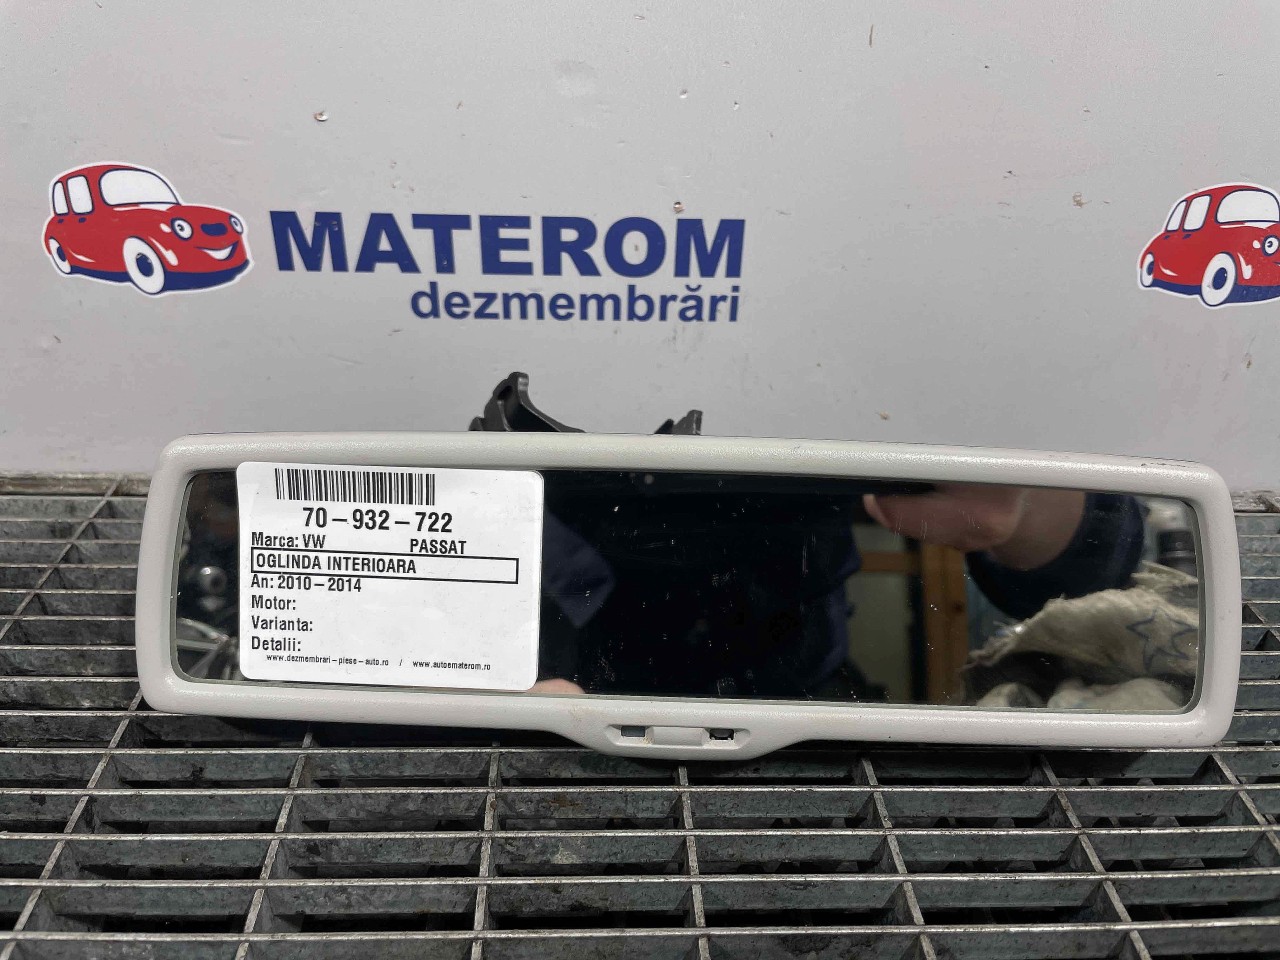 MATEROM
dezmembrări
70-932-722
Marca: VW PASSAT
OGLINDA INTERIOARA
An: 2010-2014
Motor:
Varianta:
Detalii:
www.dezmembrari-piese-auto.ro / www.autoematerom.ro